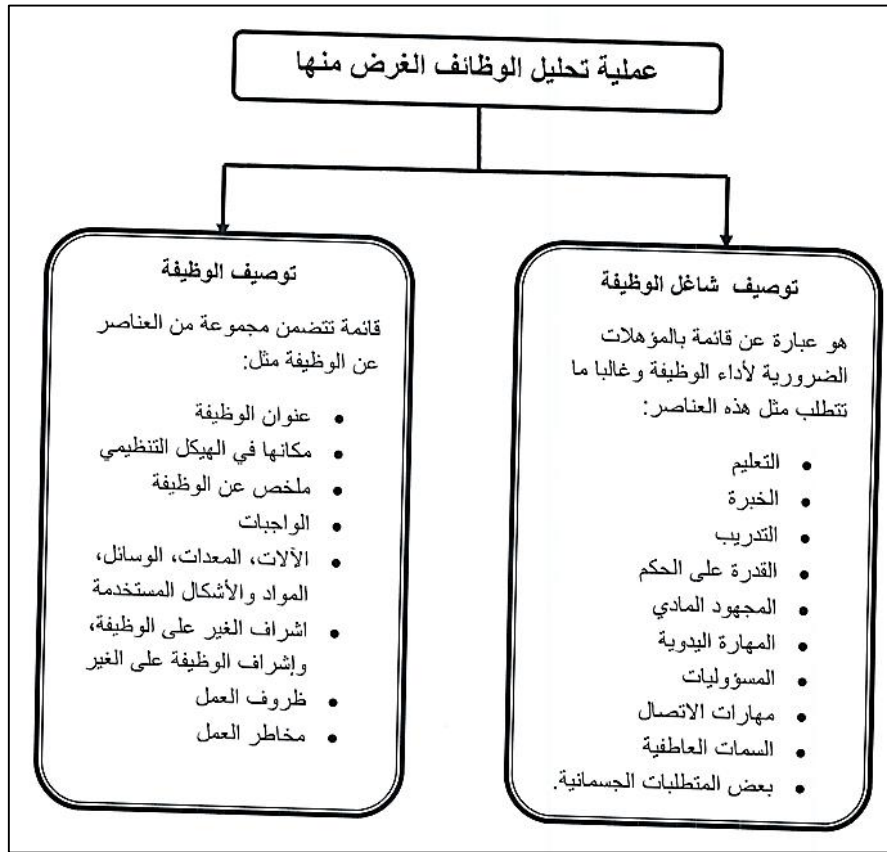 عملية تحليل الوظائف الغرض منها
توصيف شاغل الوظيفة
هو عبارة عن قائمة بالمؤهلات
الضرورية لأداء الوظيفة وغالبا ما
تتطلب مثل هذه العناصر:
• التعليم
• الخبرة
• التدريب
• القدرة على الحكم
• المجهود المادي
• المهارة اليدوية
• المسؤوليات
• مهارات الاتصال
• السمات العاطفية
• بعض المتطلبات الجسمانية.
توصيف الوظيفة
قائمة تتضمن مجموعة من العناصر
عن الوظيفة مثل:
• عنوان الوظيفة
• مكانها في الهيكل التنظيمي
• ملخص عن الوظيفة
• الواجبات
• الآلات، المعدات، الوسائل،
المواد والأشكال المستخدمة
• اشراف الغير على الوظيفة،
وإشراف الوظيفة على الغير
• ظروف العمل
• مخاطر العمل